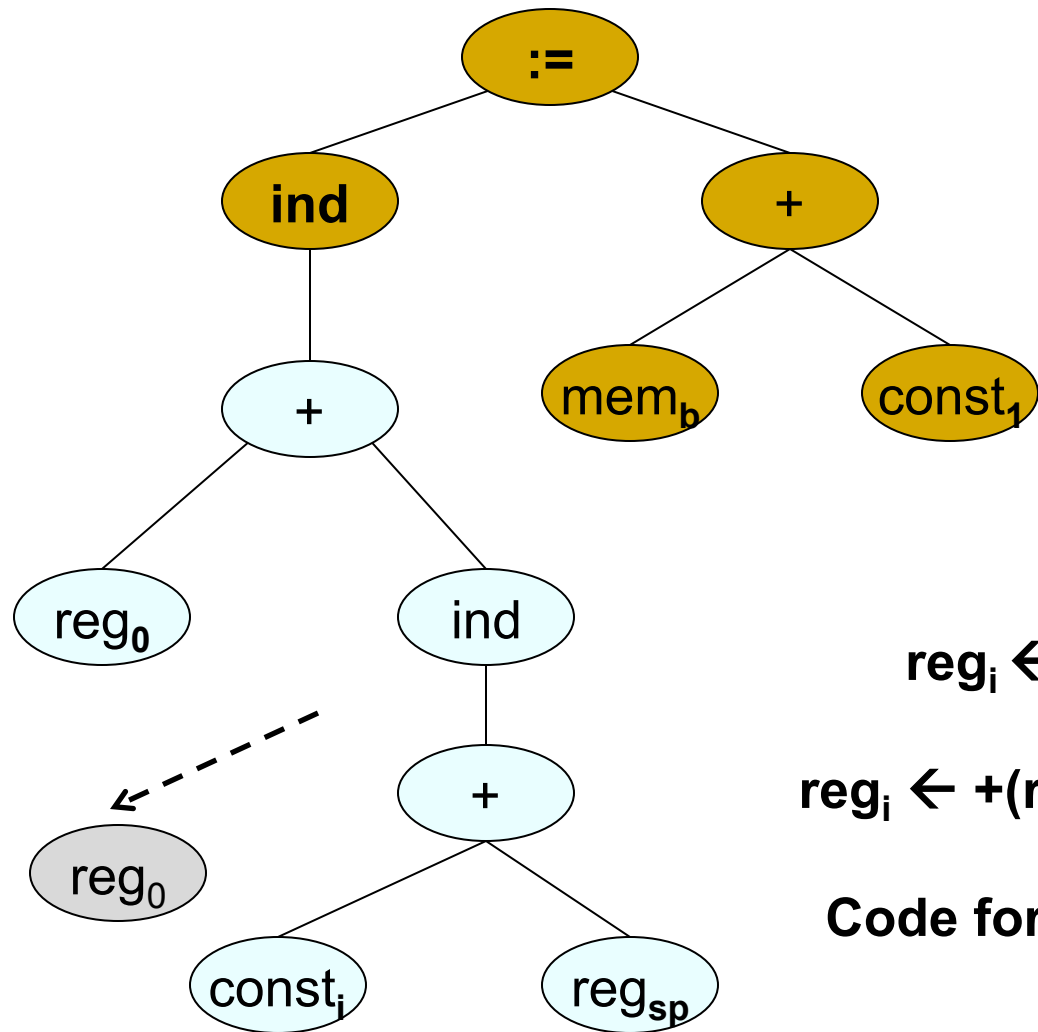 :=
ind
+
+
mem_b
const_1
reg_0
ind
reg_i ←
+
reg_i ← +(r
reg_0
Code for
const_i
reg_sp